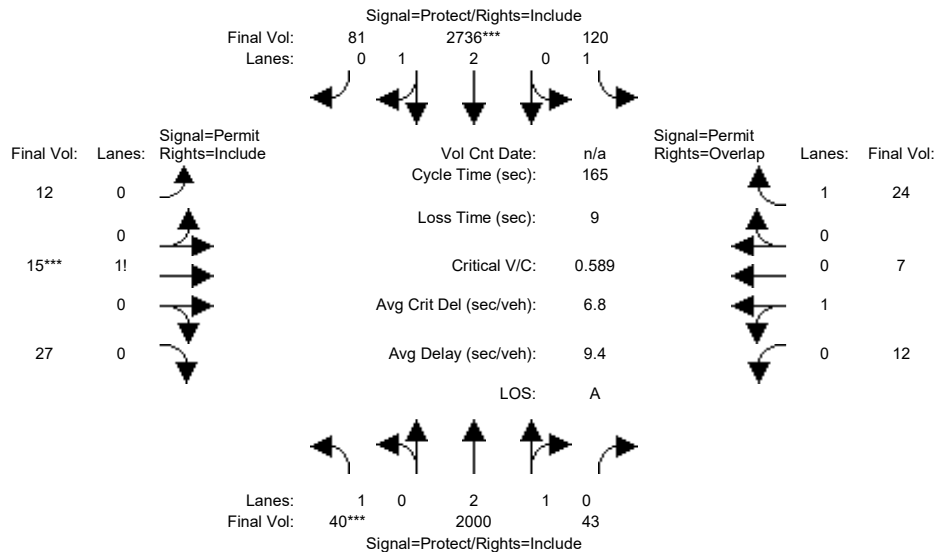 Signal=Protect/Rights=Include
Final Vol: 81 2736*** 120
Lanes: 0 1 2 0 1
Signal=Permit
Final Vol: Lanes: Rights=Include
Vol Cnt Date: n/a
Signal=Permit
Rights=Overlap Lanes: Final Vol:
Cycle Time (sec): 165
12 0
1 24
Loss Time (sec): 9
0
0
15*** 1!
Critical V/C: 0.589
0 7
0
Avg Crit Del (sec/veh): 6.8
1
27 0
Avg Delay (sec/veh): 9.4
0 12
LOS: A
Lanes: 1 0 2 1 0
Final Vol: 40*** 2000 43
Signal=Protect/Rights=Include